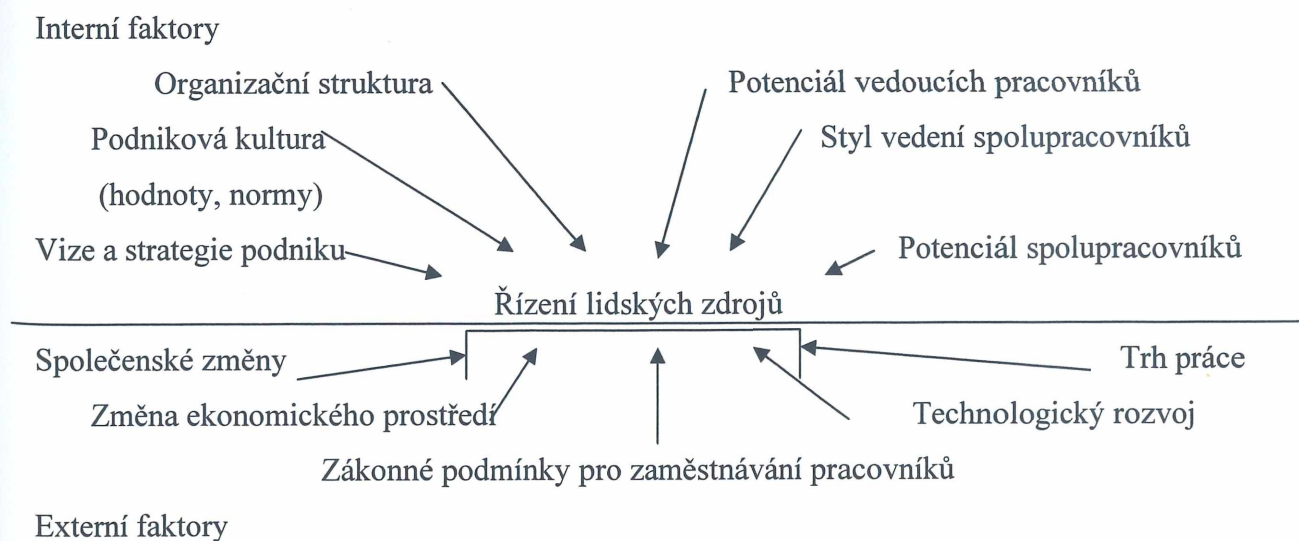 Interní faktory
Organizační struktura Potenciál vedoucích pracovníků
Podniková kultura Styl vedení spolupracovníků
(hodnoty, normy)
Vize a strategie podniku Potenciál spolupracovníků
Řízení lidských zdrojů
Společenské změny Trh práce
Změna ekonomického prostředí Technologický rozvoj
Zákonné podmínky pro zaměstnávání pracovníků
Externí faktory